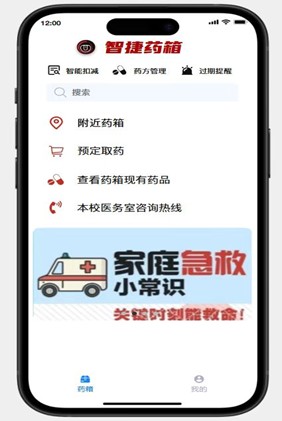 12:00
智捷药箱
智能扣减 药方管理 过期提醒
搜索
附近药箱
预定取药
查看药箱现有药品
本校医务室咨询热线
家庭急救
小常识
关键时刻能救命!
药箱 我的